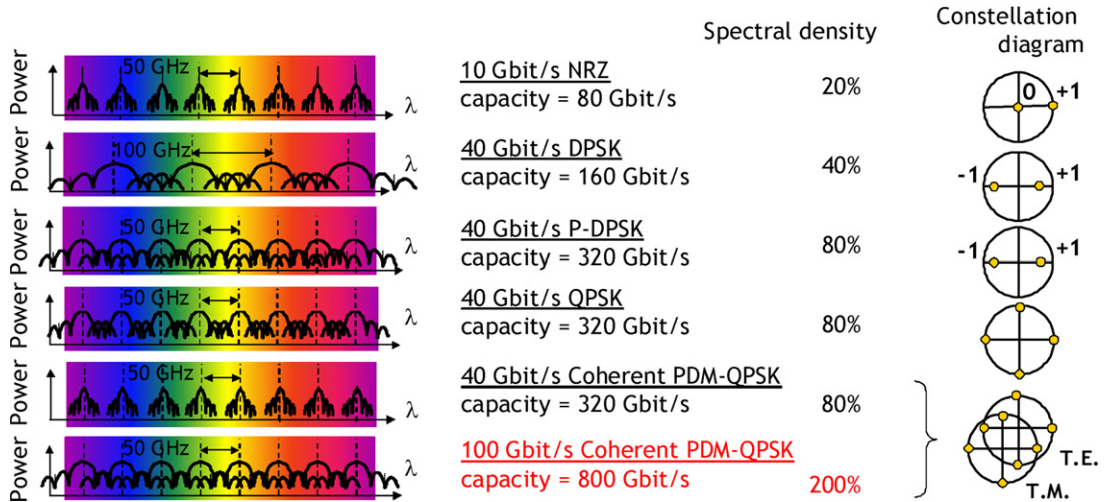 Spectral density
Constellation
diagram
Power
50 GHz
λ
10 Gbit/s NRZ
capacity = 80 Gbit/s
20%
0
+1
Power
100 GHz
λ
40 Gbit/s DPSK
capacity = 160 Gbit/s
40%
-1
+1
Power
50 GHz
λ
40 Gbit/s P-DPSK
capacity = 320 Gbit/s
80%
-1
+1
Power
50 GHz
λ
40 Gbit/s QPSK
capacity = 320 Gbit/s
80%
Power
50 GHz
λ
40 Gbit/s Coherent PDM-QPSK
capacity = 320 Gbit/s
80%
Power
50 GHz
λ
100 Gbit/s Coherent PDM-QPSK
capacity = 800 Gbit/s
200%
T.E.
T.M.